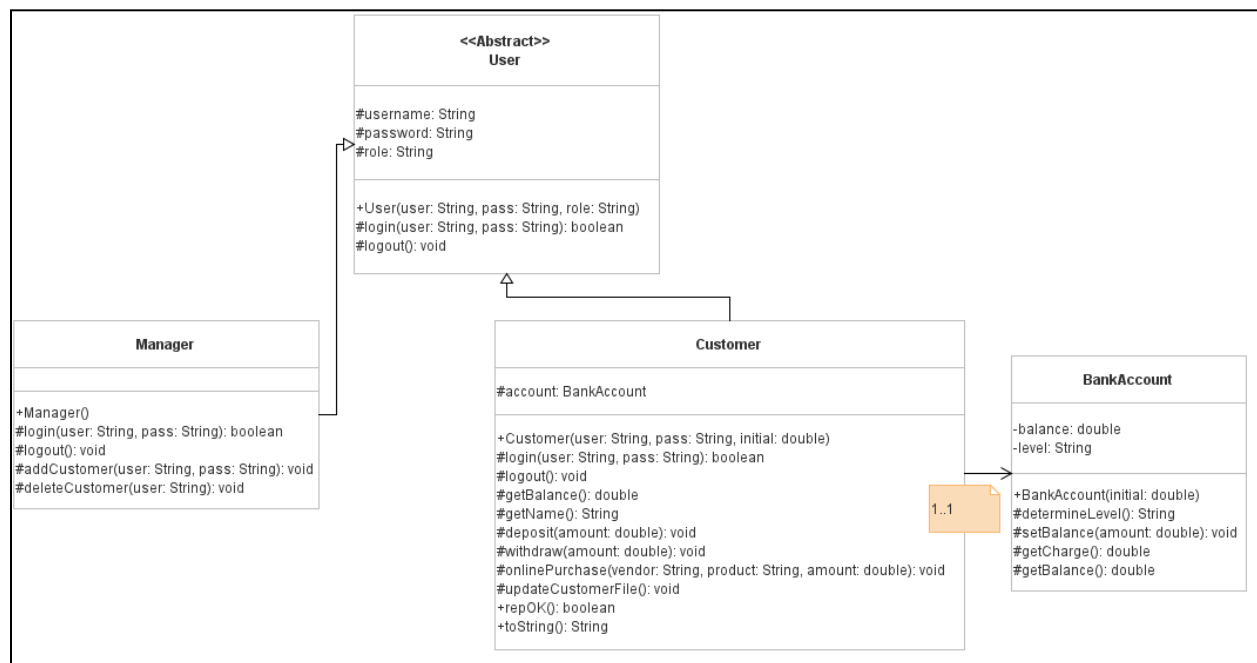 <<Abstract>>
User
#username: String
#password: String
#role: String
+User(user: String, pass: String, role: String)
#login(user: String, pass: String): boolean
#logout(): void
Manager
+Manager()
#login(user: String, pass: String): boolean
#logout(): void
#addCustomer(user: String, pass: String): void
#deleteCustomer(user: String): void
Customer
#account: BankAccount
+Customer(user: String, pass: String, initial: double)
#login(user: String, pass: String): boolean
#logout(): void
#getBalance(): double
#getName(): String
#deposit(amount: double): void
#withdraw(amount: double): void
#onlinePurchase(vendor: String, product: String, amount: double): void
#updateCustomerFile(): void
+repOK(): boolean
+toString(): String
1..1
BankAccount
-balance: double
-level: String
+BankAccount(initial: double)
#determineLevel(): String
#setBalance(amount: double): void
#getCharge(): double
#getBalance(): double